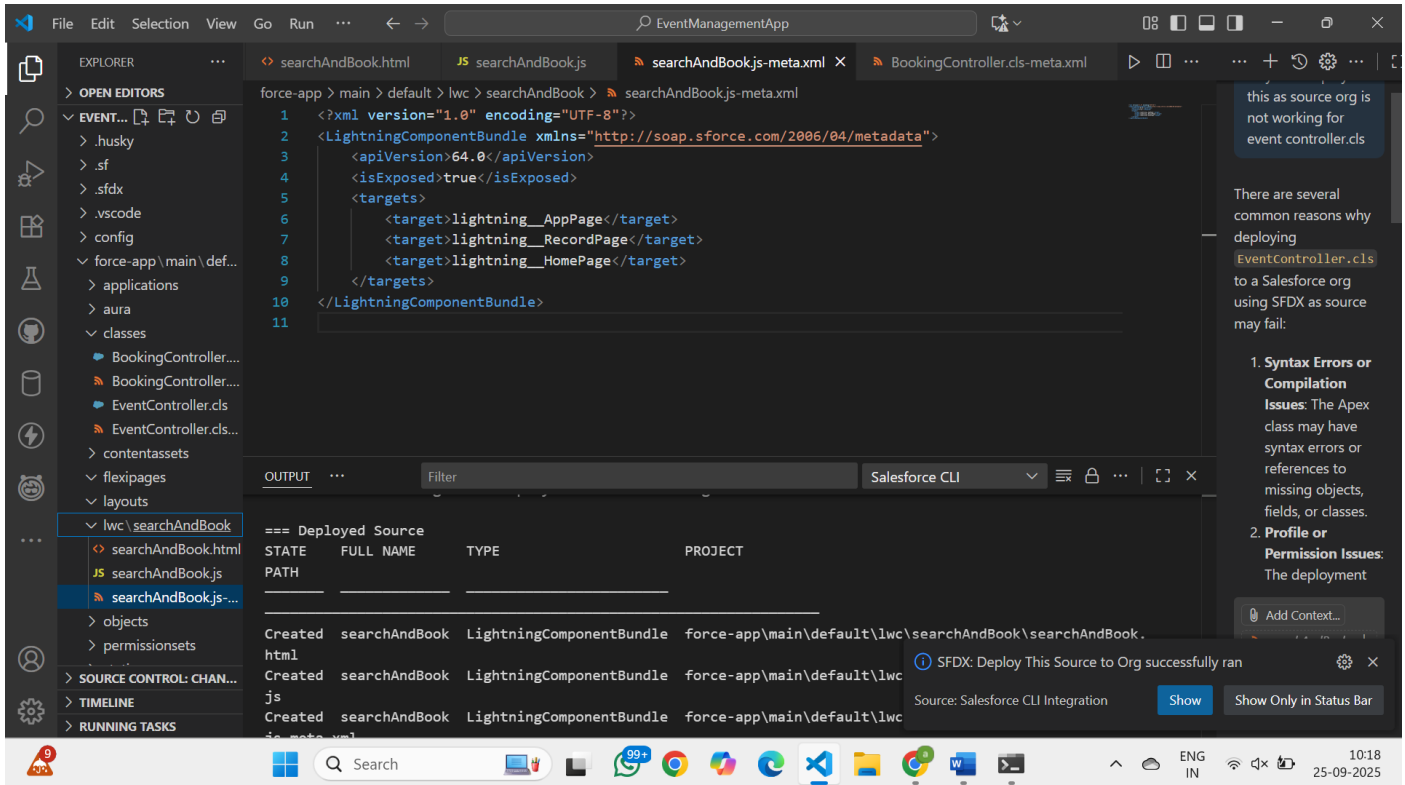 File Edit Selection View Go Run ··· EventManagementApp
EXPLORER ···
OPEN EDITORS
EVENT...
.husky
.sf
.sfdx
.vscode
config
force-app\main\def...
applications
aura
classes
BookingController....
BookingController....
EventController.cls
EventController.cls...
contentassets
flexipages
layouts
lwc\searchAndBook
searchAndBook.html
JS searchAndBook.js
searchAndBook.js-...
objects
permissionsets
SOURCE CONTROL: CHAN...
TIMELINE
RUNNING TASKS
searchAndBook.html JS searchAndBook.js searchAndBook.js-meta.xml BookingController.cls-meta.xml
force-app > main > default > lwc > searchAndBook > searchAndBook.js-meta.xml
1 <?xml version="1.0" encoding="UTF-8"?>
2 <LightningComponentBundle xmlns="http://soap.sforce.com/2006/04/metadata">
3 <apiVersion>64.0</apiVersion>
4 <isExposed>true</isExposed>
5 <targets>
6 <target>lightning__AppPage</target>
7 <target>lightning__RecordPage</target>
8 <target>lightning__HomePage</target>
9 </targets>
10 </LightningComponentBundle>
11
OUTPUT ··· Filter Salesforce CLI
=== Deployed Source
STATE FULL NAME TYPE PROJECT
PATH
Created searchAndBook LightningComponentBundle force-app\main\default\lwc\searchAndBook\searchAndBook.
html
Created searchAndBook LightningComponentBundle force-app\main\default\lwc
js
Created searchAndBook LightningComponentBundle force-app\main\default\lwc
this as source org is
not working for
event controller.cls
There are several
common reasons why
deploying
EventController.cls
to a Salesforce org
using SFDX as source
may fail:
1. Syntax Errors or
Compilation
Issues: The Apex
class may have
syntax errors or
references to
missing objects,
fields, or classes.
2. Profile or
Permission Issues:
The deployment
Add Context...
SFDX: Deploy This Source to Org successfully ran
Source: Salesforce CLI Integration Show Show Only in Status Bar
9 Search 99+ ENG
IN
10:18
25-09-2025